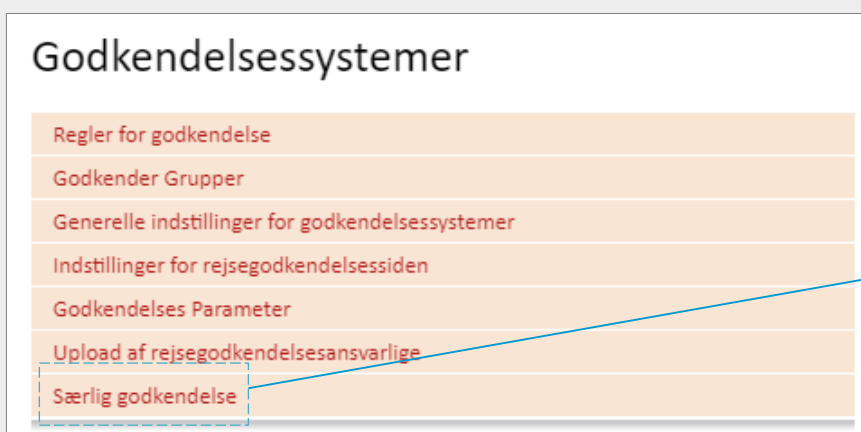 Godkendelsessystemer
Regler for godkendelse
Godkender Grupper
Generelle indstillinger for godkendelsessystemer
Indstillinger for rejsegodkendelsessiden
Godkendelses Parameter
Upload af rejsegodkendelsesansvarlige
Særlig godkendelse